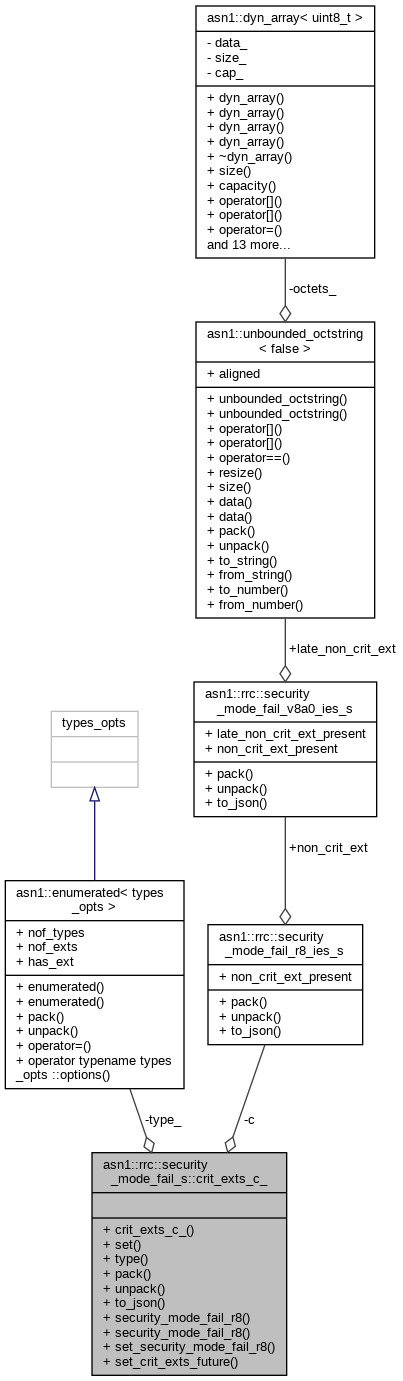 asn1::dyn_array< uint8_t >
- data_
- size_
- cap_
+ dyn_array()
+ dyn_array()
+ dyn_array()
+ dyn_array()
+ ~dyn_array()
+ size()
+ capacity()
+ operator[]()
+ operator[]()
+ operator=()
and 13 more...
-octets_
asn1::unbounded_octstring
< false >
+ aligned
+ unbounded_octstring()
+ unbounded_octstring()
+ operator[]()
+ operator[]()
+ operator==()
+ resize()
+ size()
+ data()
+ data()
+ pack()
+ unpack()
+ to_string()
+ from_string()
+ to_number()
+ from_number()
+late_non_crit_ext
asn1::rrc::security
_mode_fail_v8a0_ies_s
+ late_non_crit_ext_present
+ non_crit_ext_present
+ pack()
+ unpack()
+ to_json()
types_opts
+non_crit_ext
asn1::enumerated< types
_opts >
+ nof_types
+ nof_exts
+ has_ext
+ enumerated()
+ enumerated()
+ pack()
+ unpack()
+ operator=()
+ operator typename types
_opts ::options()
asn1::rrc::security
_mode_fail_r8_ies_s
+ non_crit_ext_present
+ pack()
+ unpack()
+ to_json()
-type_
-c
asn1::rrc::security
_mode_fail_s::crit_exts_c_
+ crit_exts_c_()
+ set()
+ type()
+ pack()
+ unpack()
+ to_json()
+ security_mode_fail_r8()
+ security_mode_fail_r8()
+ set_security_mode_fail_r8()
+ set_crit_exts_future()